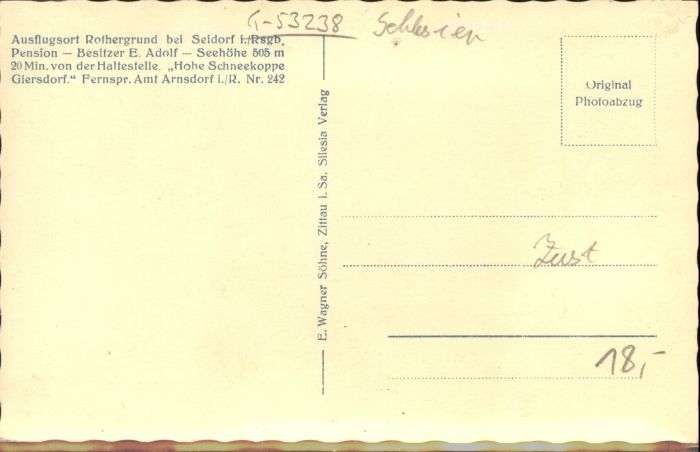 T-53238 Schlesien
Ausflugsort Rothergrund bei Seidorf i./Rsgb.
Pension — Besitzer E. Adolf — Seehöhe 505 m
20 Min. von der Haltestelle „Hohe Schneekoppe
Giersdorf.“ Fernspr. Amt Arnsdorf i./R. Nr. 242
E. Wagner Söhne, Zittau i. Sa. Silesia Verlag
Original
Photoabzug
Zust
18,-